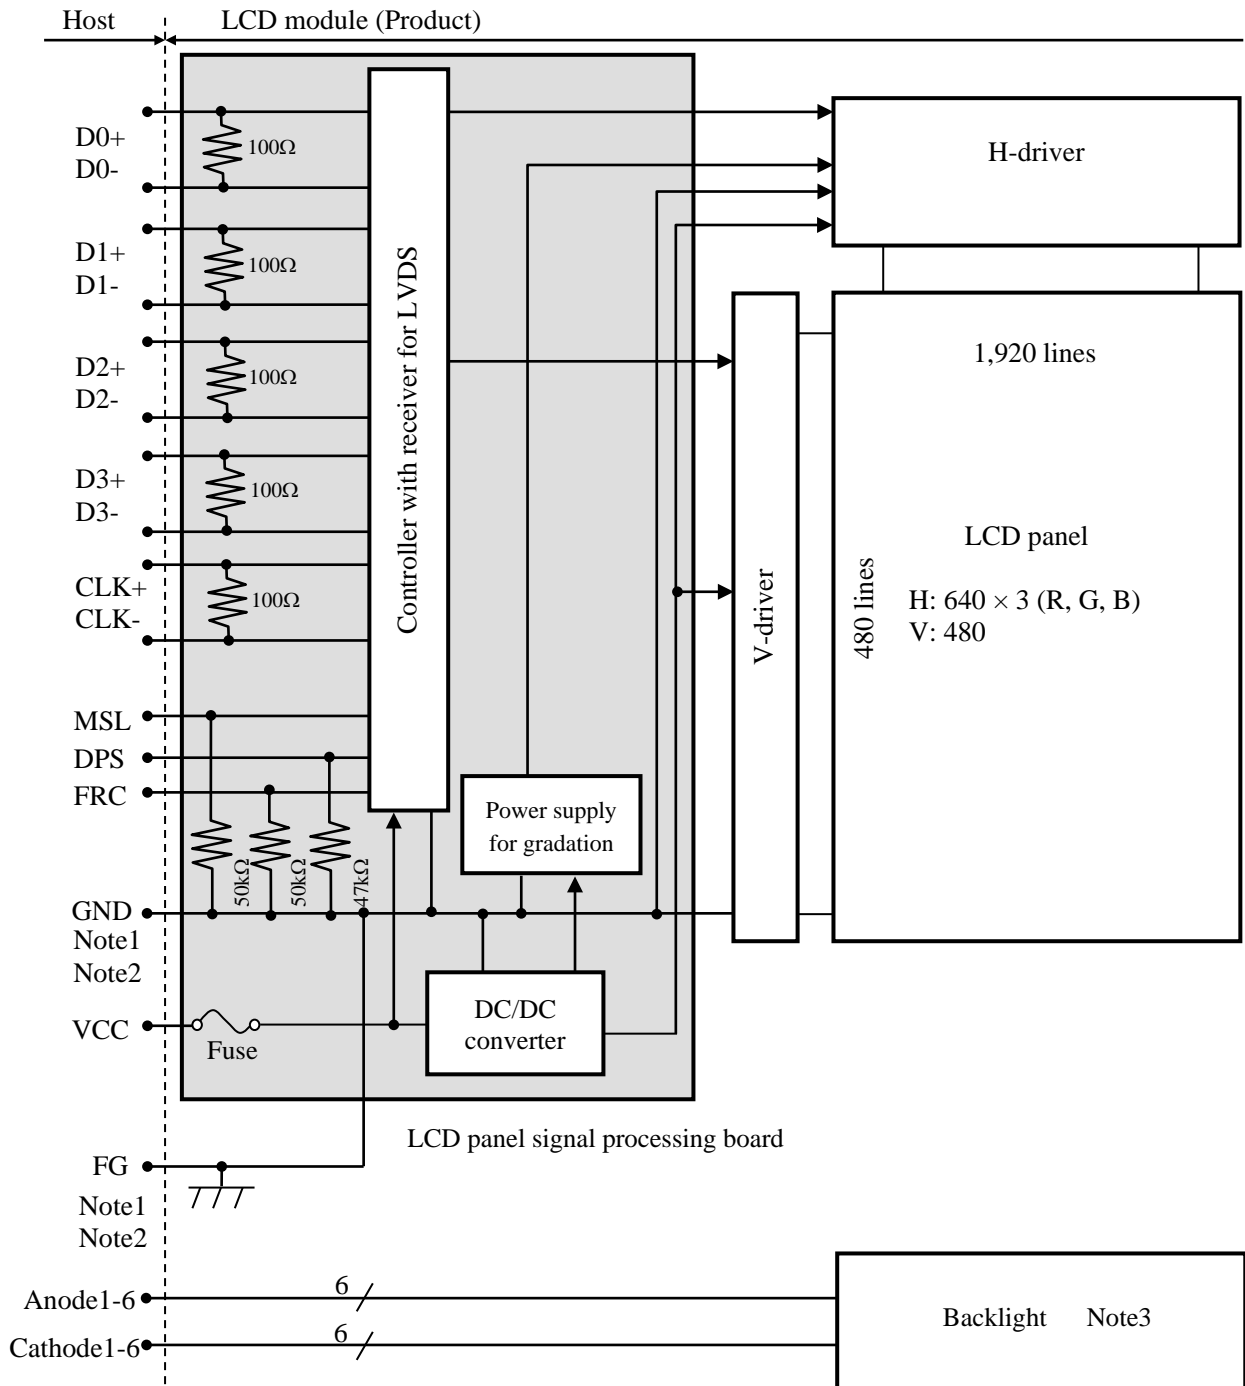 Host
LCD module (Product)
D0+
D0-
100Ω
D1+
D1-
100Ω
D2+
D2-
100Ω
D3+
D3-
100Ω
CLK+
CLK-
100Ω
MSL
DPS
FRC
50kΩ
50kΩ
47kΩ
GND
Note1
Note2
VCC
Fuse
Controller with receiver for LVDS
Power supply
for gradation
DC/DC
converter
H-driver
V-driver
1,920 lines
480 lines
LCD panel
H: 640 × 3 (R, G, B)
V: 480
LCD panel signal processing board
FG
Note1
Note2
Anode1-6
6
Cathode1-6
6
Backlight Note3